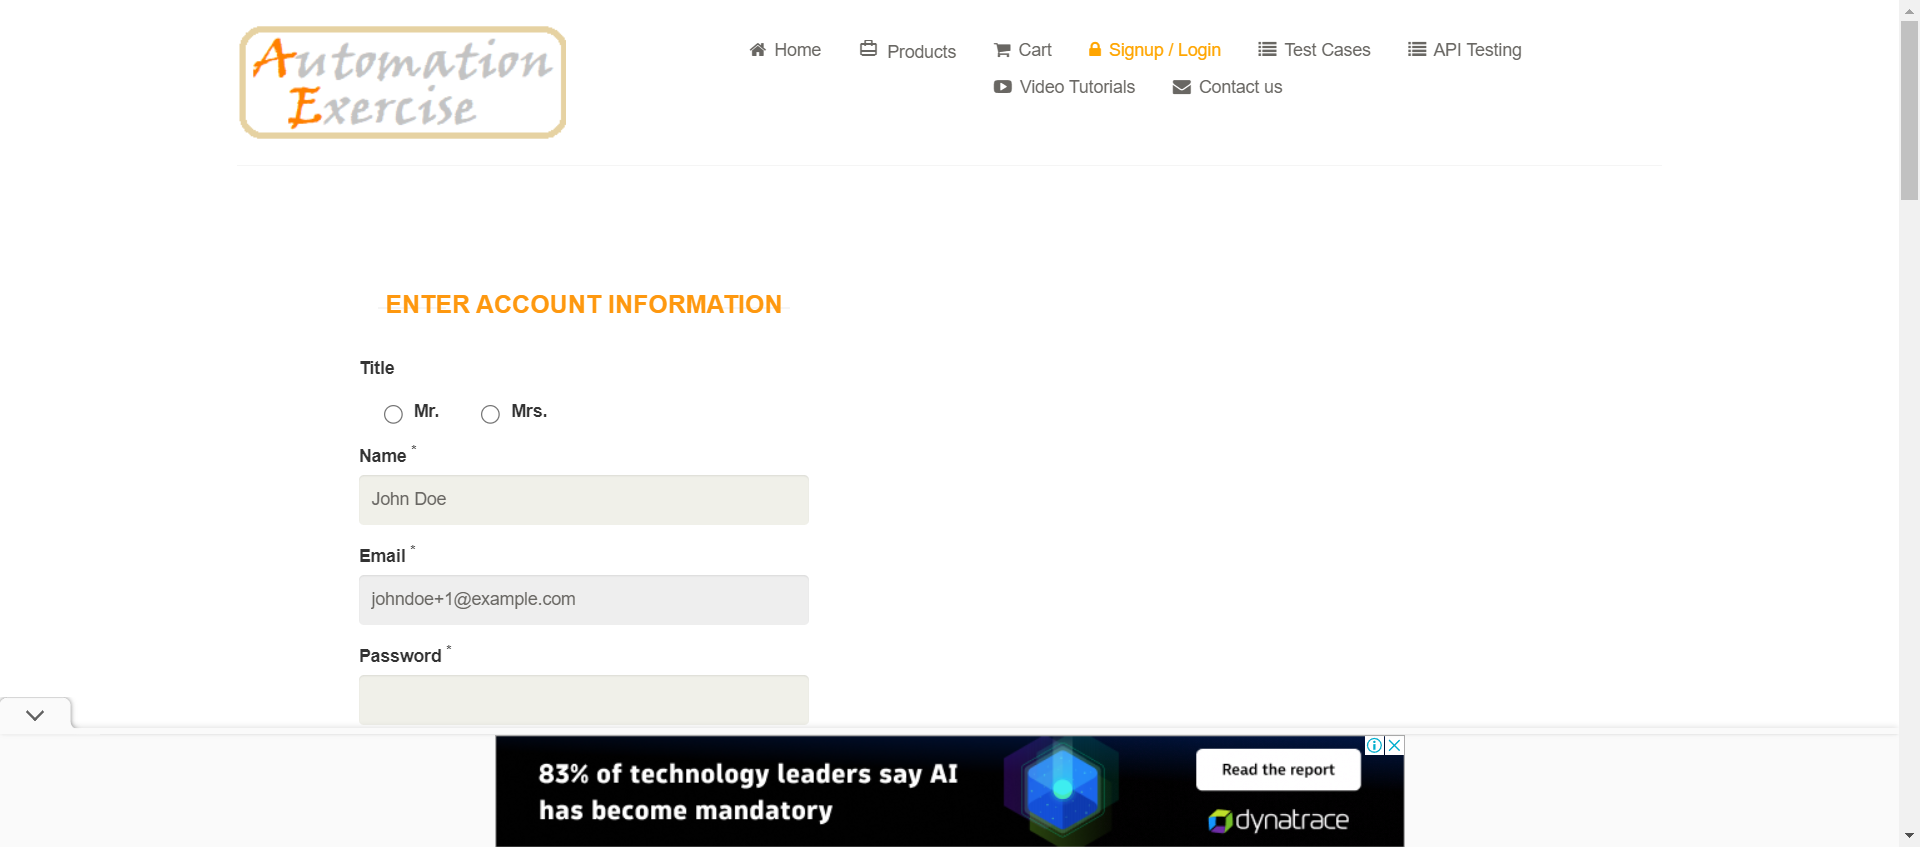 Automation
Exercise
Home
Products
Cart
Signup / Login
Test Cases
API Testing
Video Tutorials
Contact us
ENTER ACCOUNT INFORMATION
Title
Mr.
Mrs.
Name *
John Doe
Email *
johndoe+1@example.com
Password *
83% of technology leaders say AI
has become mandatory
Read the report
dynatrace